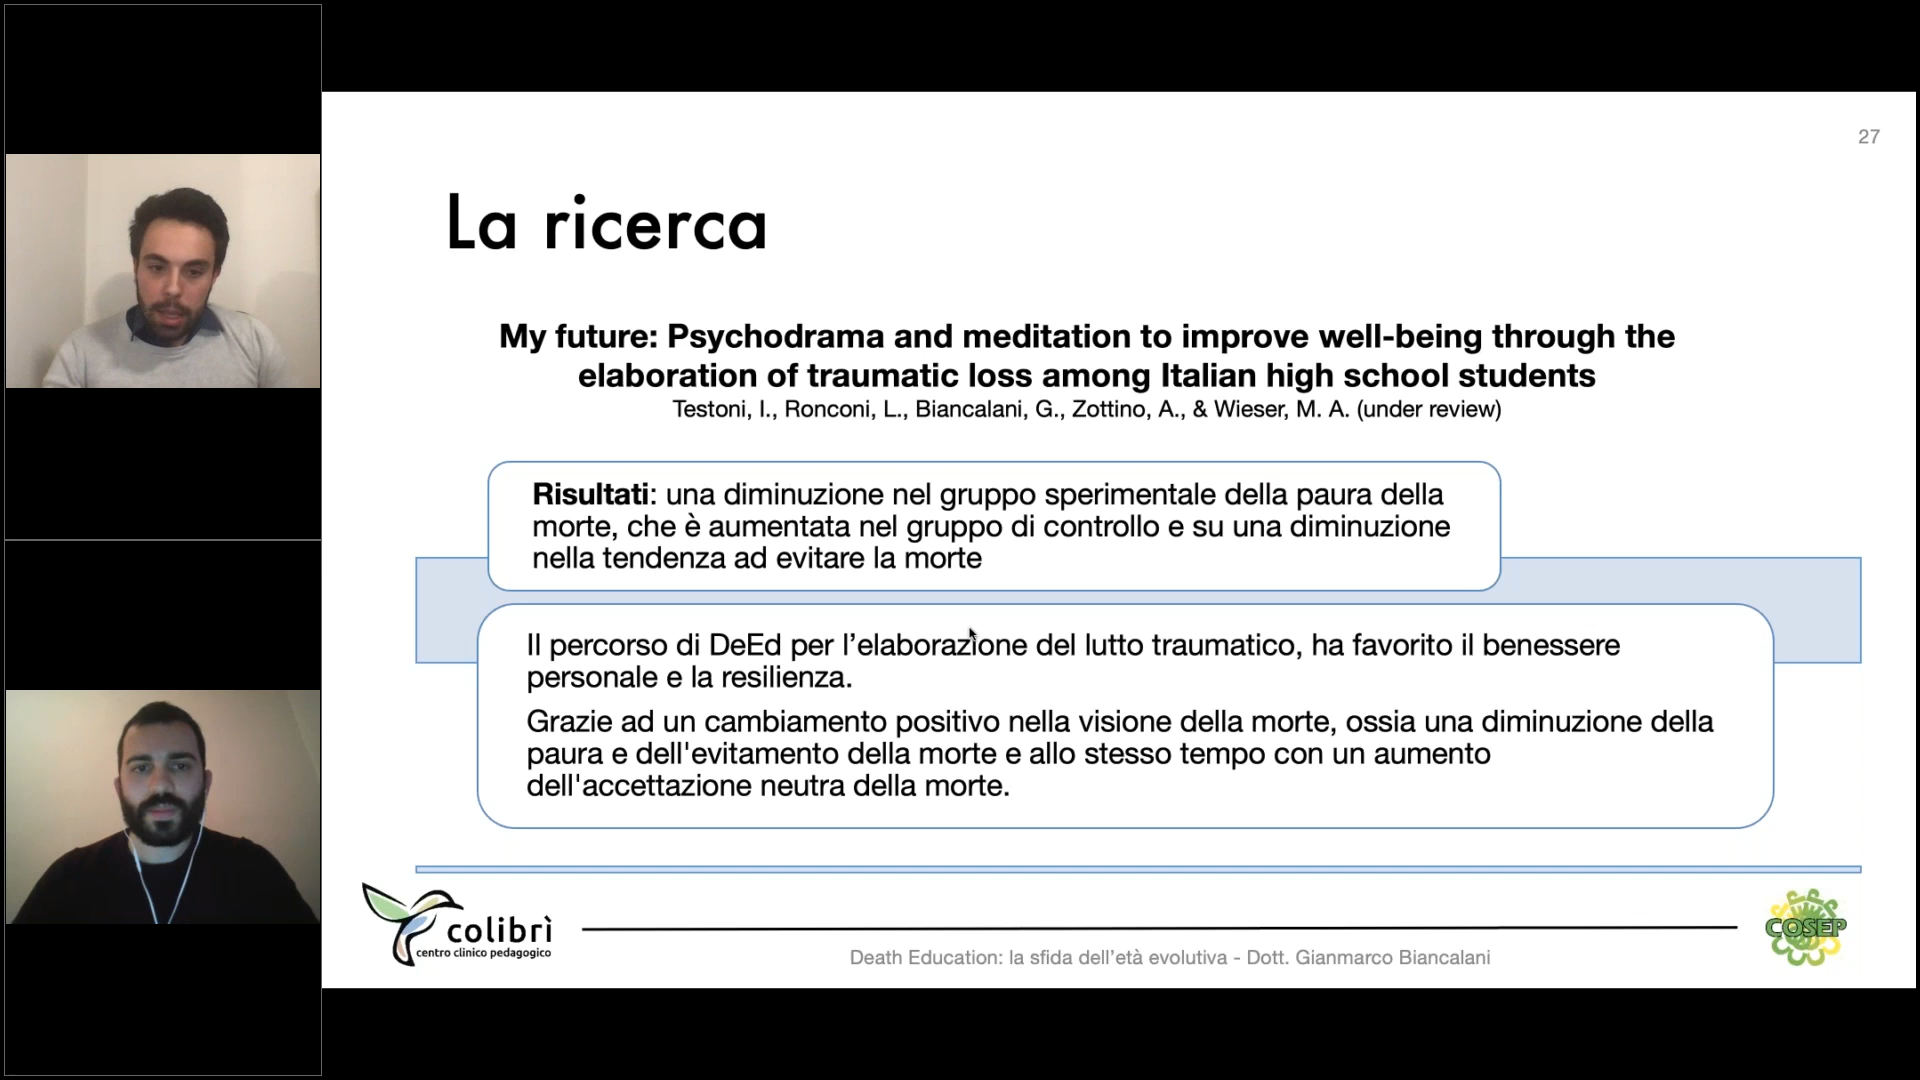 27
La ricerca
My future: Psychodrama and meditation to improve well-being through the
elaboration of traumatic loss among Italian high school students
Testoni, I., Ronconi, L., Biancalani, G., Zottino, A., & Wieser, M. A. (under review)
Risultati: una diminuzione nel gruppo sperimentale della paura della
morte, che è aumentata nel gruppo di controllo e su una diminuzione
nella tendenza ad evitare la morte
Il percorso di DeEd per l’elaborazione del lutto traumatico, ha favorito il benessere
personale e la resilienza.
Grazie ad un cambiamento positivo nella visione della morte, ossia una diminuzione della
paura e dell'evitamento della morte e allo stesso tempo con un aumento
dell'accettazione neutra della morte.
colibrì
centro clinico pedagogico
Death Education: la sfida dell’età evolutiva - Dott. Gianmarco Biancalani
COSEP